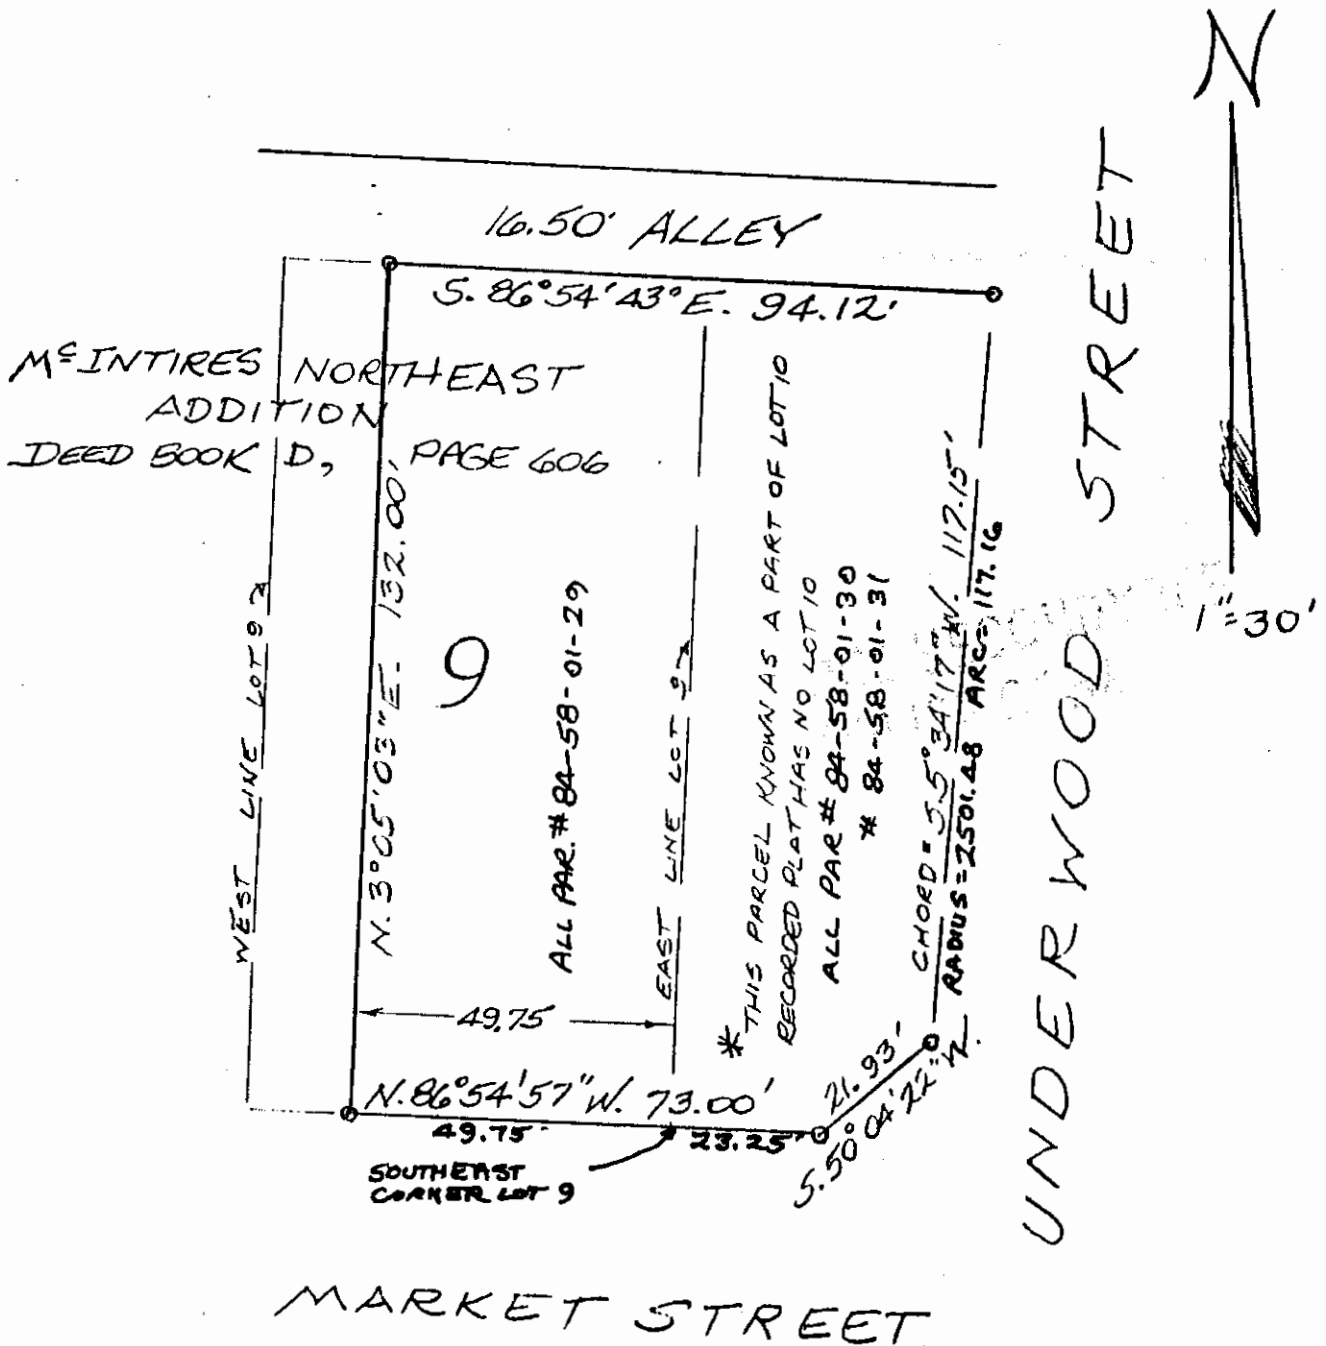 N
1"=30'
16.50' ALLEY
S. 86°54'43" E. 94.12'
McINTIRES NORTHEAST
ADDITION
DEED BOOK D, PAGE 606
WEST LINE LOT 9
N. 3°05'03" E. 132.00'
9
ALL PAR. # 84-58-01-29
EAST LINE LOT 9
* THIS PARCEL KNOWN AS A PART OF LOT 10
RECORDED PLAT HAS NO LOT 10
ALL PAR # 84-58-01-30
# 84-58-01-31
CHORD = S.5°34'17" W. 117.15'
RADIUS = 2501.48 ARC = 117.16
UNDERWOOD STREET
49.75
N. 86°54'57" W. 73.00'
49.75'
23.25'
21.93'
S. 50°04'22" W.
SOUTHEAST
CORNER LOT 9
MARKET STREET